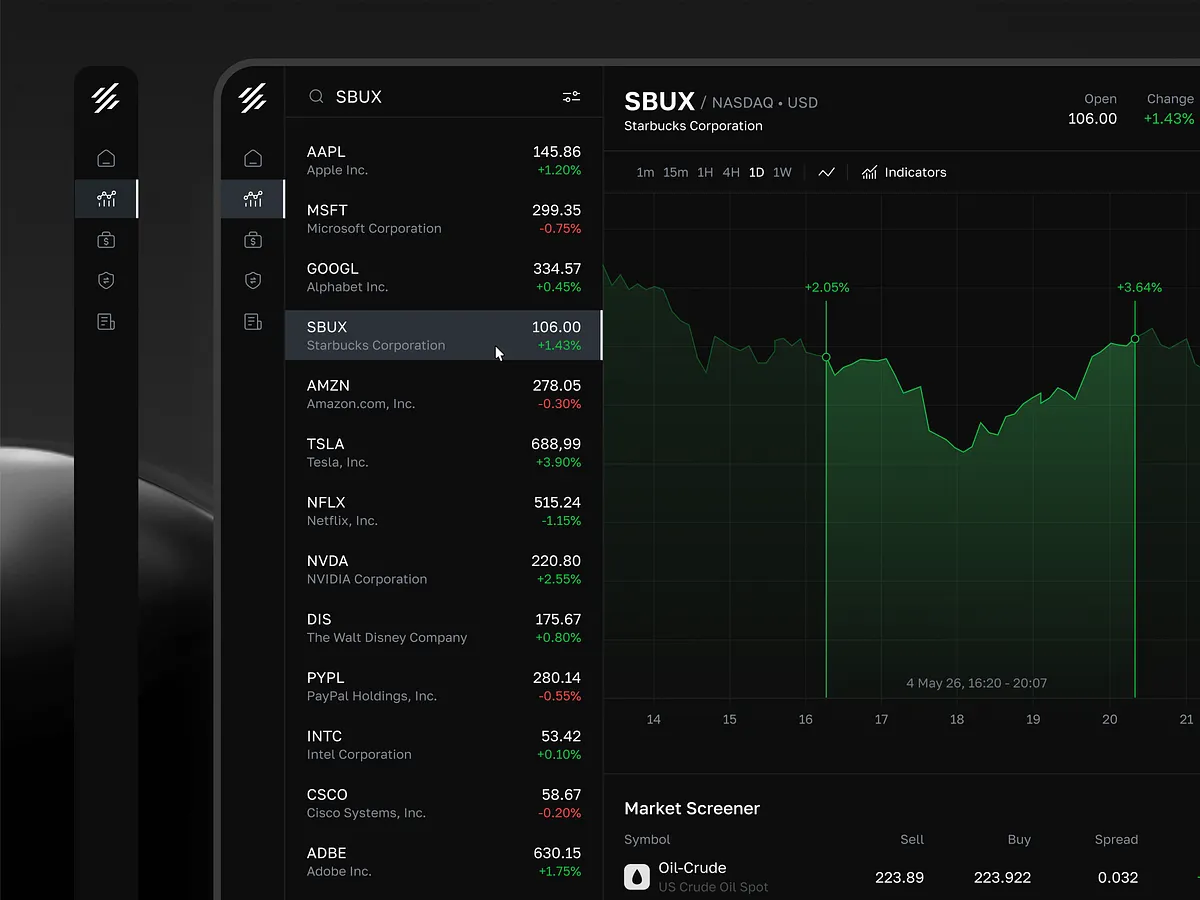 SBUX
AAPL 145.86
Apple Inc. +1.20%
MSFT 299.35
Microsoft Corporation -0.75%
GOOGL 334.57
Alphabet Inc. +0.45%
SBUX 106.00
Starbucks Corporation +1.43%
AMZN 278.05
Amazon.com, Inc. -0.30%
TSLA 688,99
Tesla, Inc. +3.90%
NFLX 515.24
Netflix, Inc. -1.15%
NVDA 220.80
NVIDIA Corporation +2.55%
DIS 175.67
The Walt Disney Company +0.80%
PYPL 280.14
PayPal Holdings, Inc. -0.55%
INTC 53.42
Intel Corporation +0.10%
CSCO 58.67
Cisco Systems, Inc. -0.20%
ADBE 630.15
Adobe Inc. +1.75%
SBUX / NASDAQ • USD
Starbucks Corporation
Open Change
106.00 +1.43%
1m 15m 1H 4H 1D 1W Indicators
+2.05% +3.64%
4 May 26, 16:20 - 20:07
14 15 16 17 18 19 20 21
Market Screener
Symbol Sell Buy Spread
Oil-Crude
US Crude Oil Spot
223.89 223.922 0.032